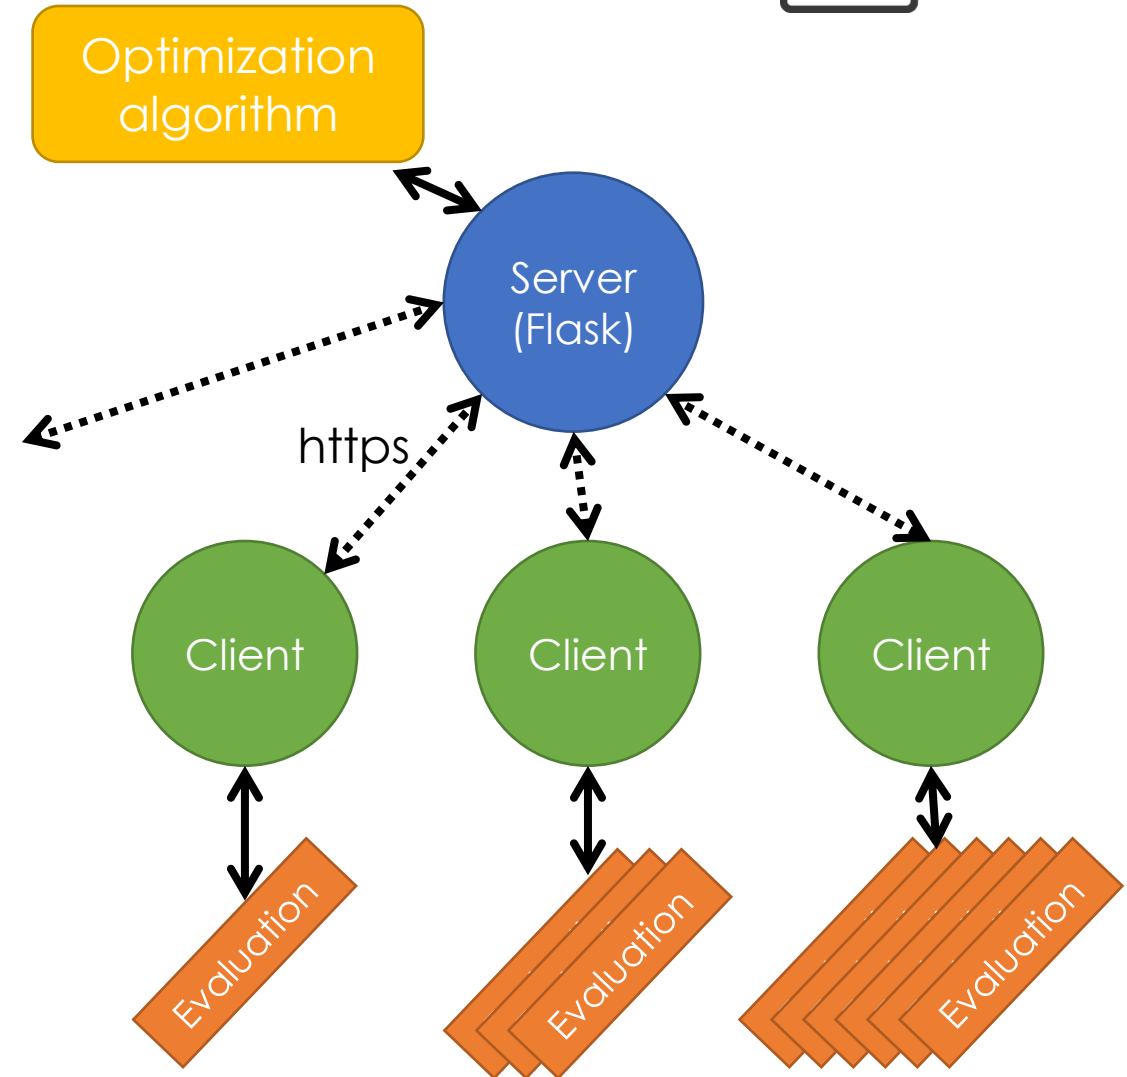 Optimization
algorithm
Server
(Flask)
https
Client
Client
Client
Evaluation
Evaluation
Evaluation